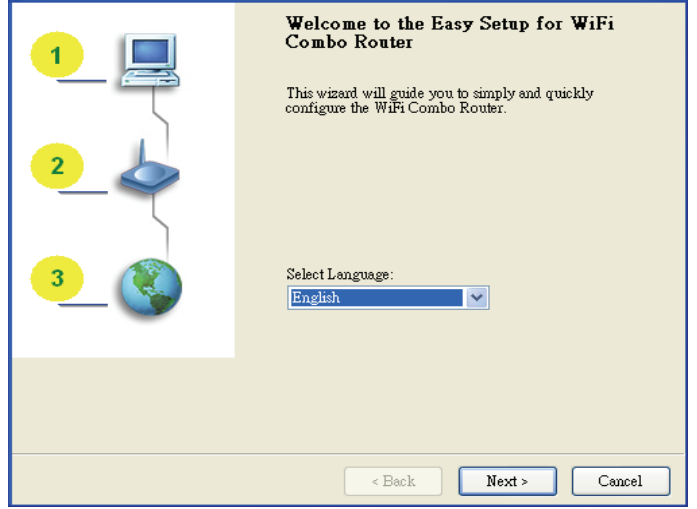 Welcome to the Easy Setup for WiFi
Combo Router
This wizard will guide you to simply and quickly
configure the WiFi Combo Router.
1
2
3
Select Language:
English
< Back
Next >
Cancel